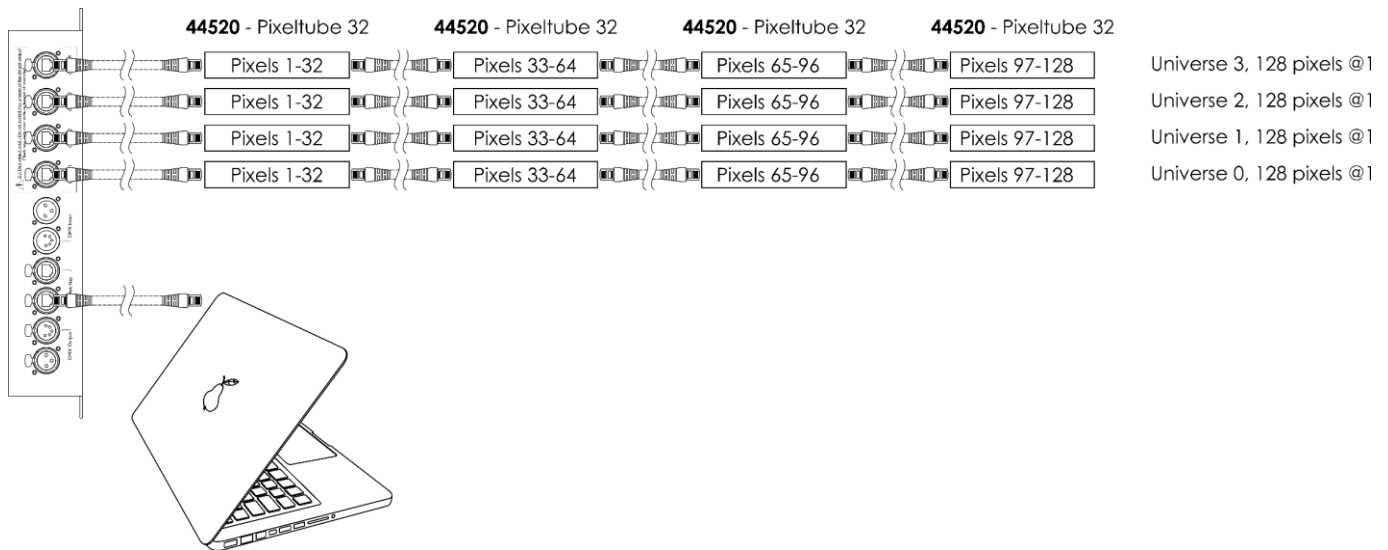 44520 - Pixeltube 32 44520 - Pixeltube 32 44520 - Pixeltube 32 44520 - Pixeltube 32
Pixels 1-32 Pixels 33-64 Pixels 65-96 Pixels 97-128 Universe 3, 128 pixels @1
Pixels 1-32 Pixels 33-64 Pixels 65-96 Pixels 97-128 Universe 2, 128 pixels @1
Pixels 1-32 Pixels 33-64 Pixels 65-96 Pixels 97-128 Universe 1, 128 pixels @1
Pixels 1-32 Pixels 33-64 Pixels 65-96 Pixels 97-128 Universe 0, 128 pixels @1
DMX Input
DMX Output